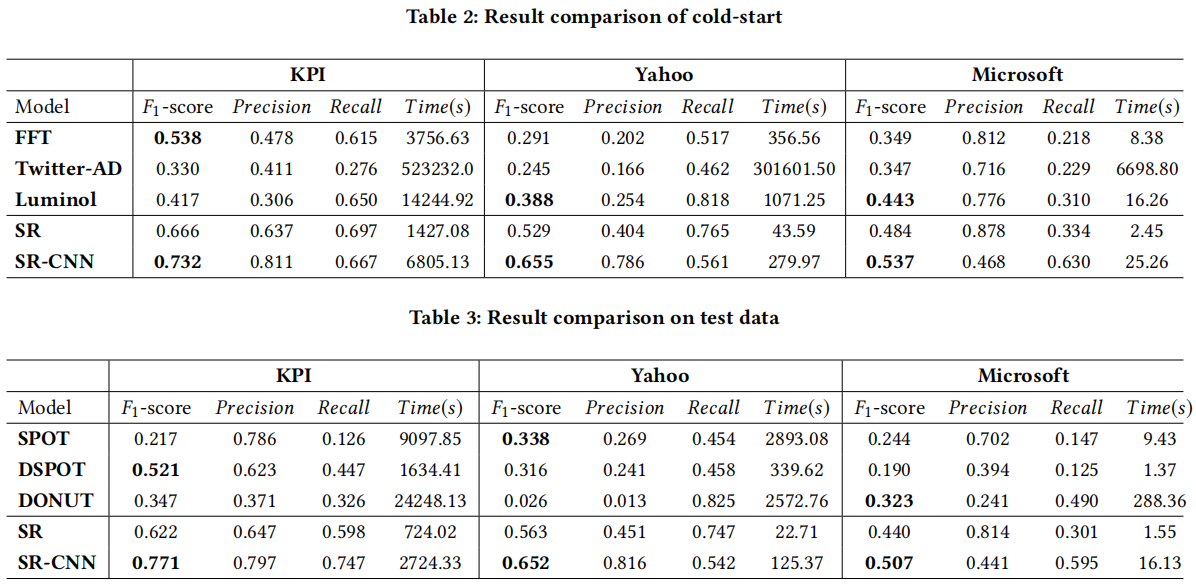 Table 2: Result comparison of cold-start
KPI Yahoo Microsoft
Model F1-score Precision Recall Time(s) F1-score Precision Recall Time(s) F1-score Precision Recall Time(s)
FFT 0.538 0.478 0.615 3756.63 0.291 0.202 0.517 356.56 0.349 0.812 0.218 8.38
Twitter-AD 0.330 0.411 0.276 523232.0 0.245 0.166 0.462 301601.50 0.347 0.716 0.229 6698.80
Luminol 0.417 0.306 0.650 14244.92 0.388 0.254 0.818 1071.25 0.443 0.776 0.310 16.26
SR 0.666 0.637 0.697 1427.08 0.529 0.404 0.765 43.59 0.484 0.878 0.334 2.45
SR-CNN 0.732 0.811 0.667 6805.13 0.655 0.786 0.561 279.97 0.537 0.468 0.630 25.26
Table 3: Result comparison on test data
KPI Yahoo Microsoft
Model F1-score Precision Recall Time(s) F1-score Precision Recall Time(s) F1-score Precision Recall Time(s)
SPOT 0.217 0.786 0.126 9097.85 0.338 0.269 0.454 2893.08 0.244 0.702 0.147 9.43
DSPOT 0.521 0.623 0.447 1634.41 0.316 0.241 0.458 339.62 0.190 0.394 0.125 1.37
DONUT 0.347 0.371 0.326 24248.13 0.026 0.013 0.825 2572.76 0.323 0.241 0.490 288.36
SR 0.622 0.647 0.598 724.02 0.563 0.451 0.747 22.71 0.440 0.814 0.301 1.55
SR-CNN 0.771 0.797 0.747 2724.33 0.652 0.816 0.542 125.37 0.507 0.441 0.595 16.13